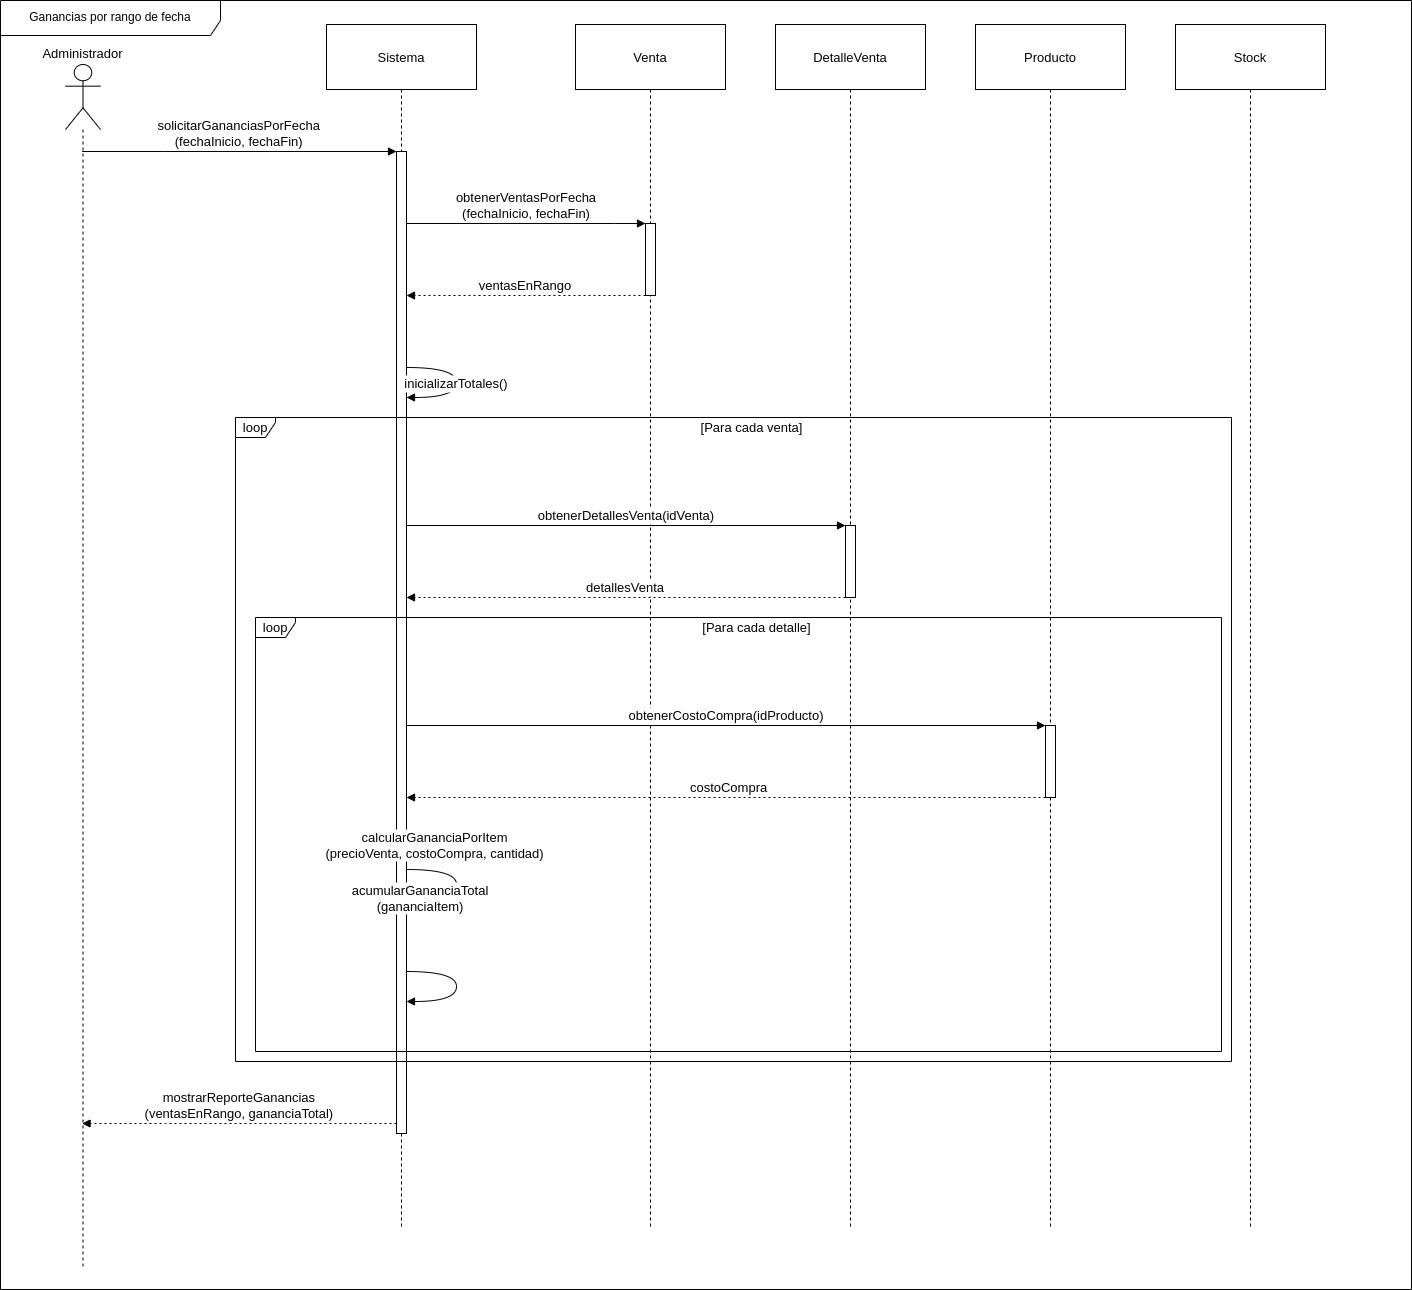 Ganancias por rango de fecha
Administrador
Sistema
Venta
DetalleVenta
Producto
Stock
solicitarGananciasPorFecha
(fechaInicio, fechaFin)
obtenerVentasPorFecha
(fechaInicio, fechaFin)
ventasEnRango
inicializarTotales()
loop
[Para cada venta]
obtenerDetallesVenta(idVenta)
detallesVenta
loop
[Para cada detalle]
obtenerCostoCompra(idProducto)
costoCompra
calcularGananciaPorItem
(precioVenta, costoCompra, cantidad)
acumularGananciaTotal
(gananciaItem)
mostrarReporteGanancias
(ventasEnRango, gananciaTotal)